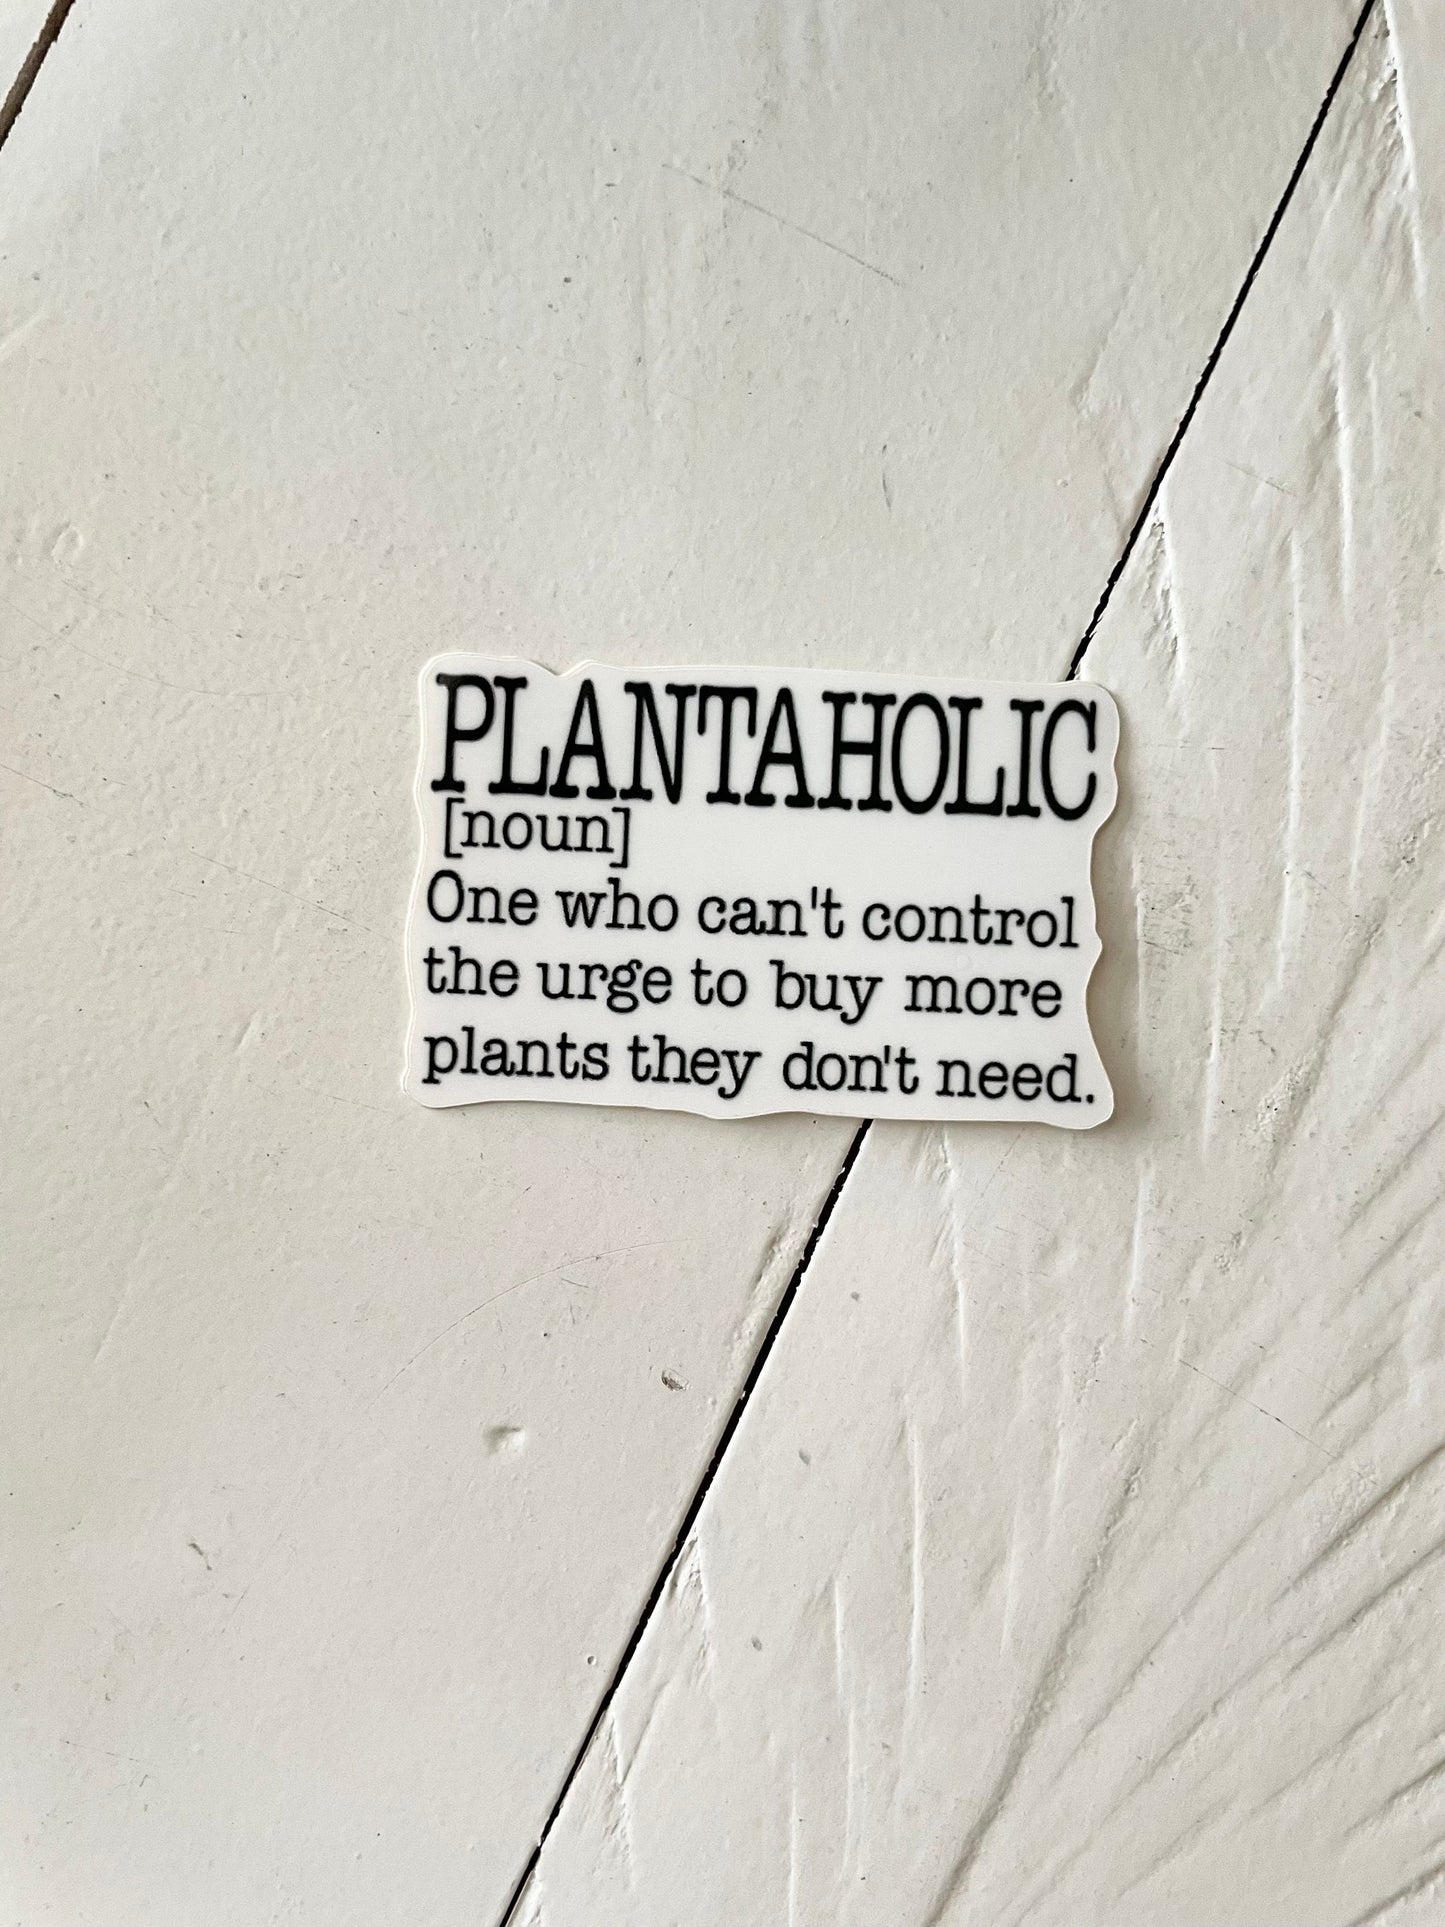 PLANTAHOLIC
[noun]
One who can't control
the urge to buy more
plants they don't need.